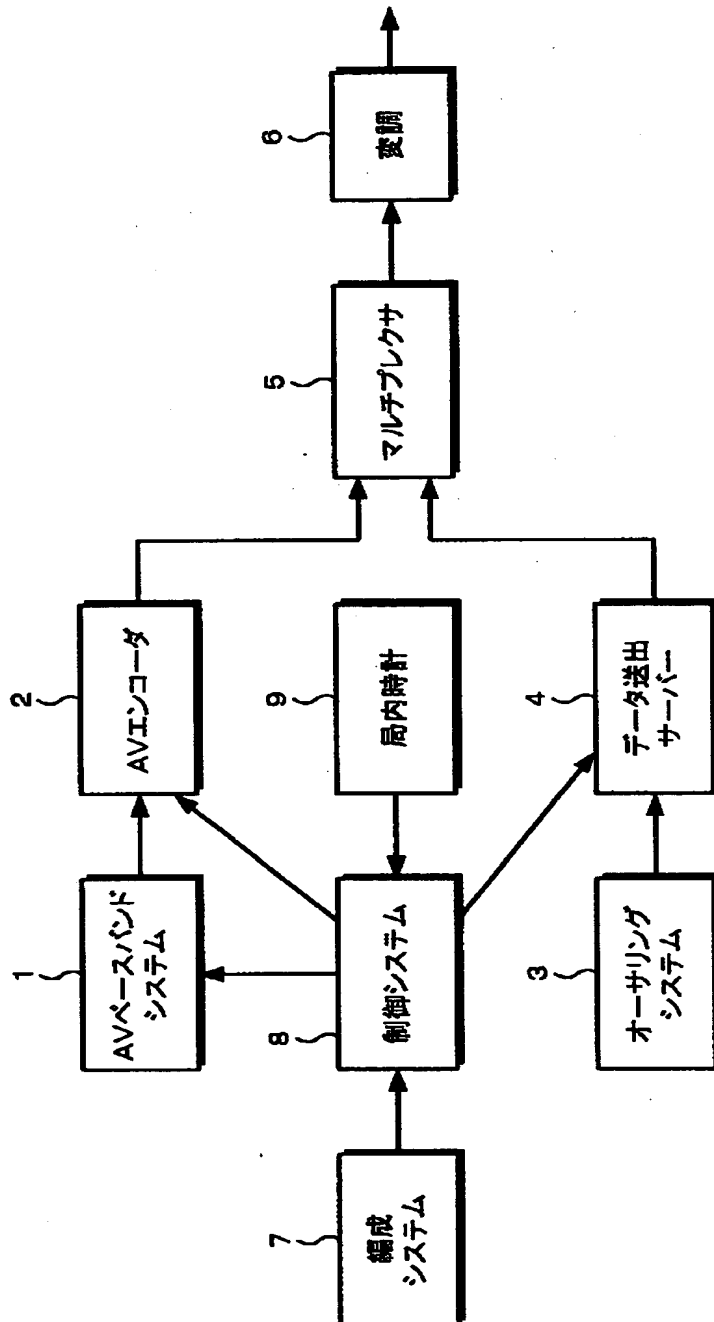 1
AVベースバンド
システム
2
AVエンコーダ
7
編成
システム
8
制御システム
9
局内時計
5
マルチプレクサ
6
変調
3
オーサリング
システム
4
データ送出
サーバー